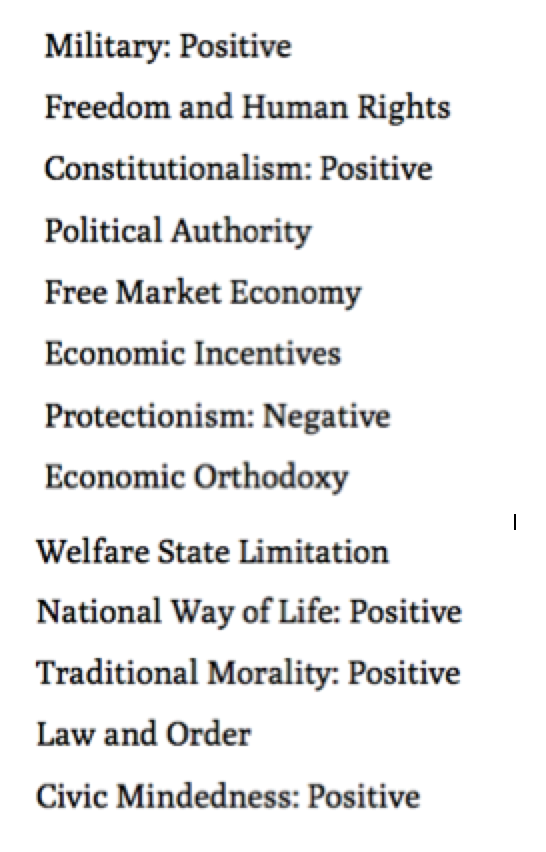 Military: Positive
Freedom and Human Rights
Constitutionalism: Positive
Political Authority
Free Market Economy
Economic Incentives
Protectionism: Negative
Economic Orthodoxy
Welfare State Limitation
National Way of Life: Positive
Traditional Morality: Positive
Law and Order
Civic Mindedness: Positive